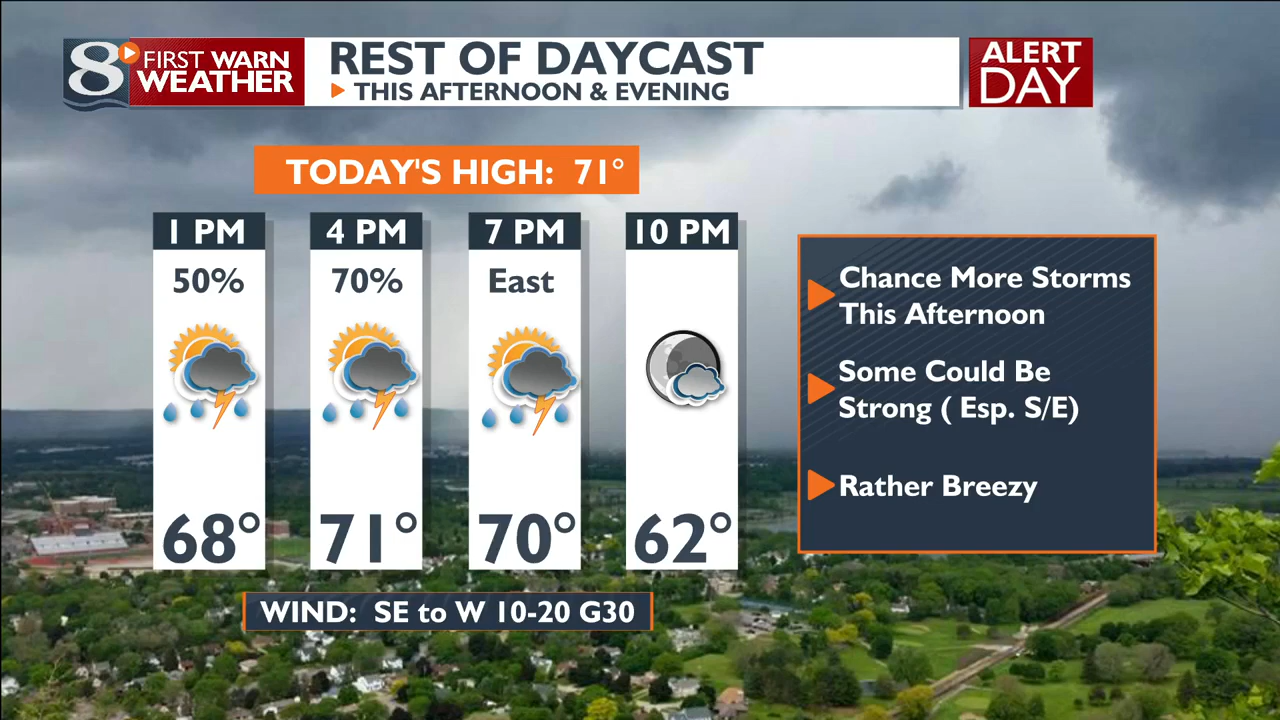 8 FIRST WARN
WEATHER
REST OF DAYCAST
THIS AFTERNOON & EVENING
ALERT
DAY
TODAY'S HIGH: 71°
1 PM
50%
68°
4 PM
70%
71°
7 PM
East
70°
10 PM
62°
WIND: SE to W 10-20 G30
Chance More Storms
This Afternoon
Some Could Be
Strong ( Esp. S/E)
Rather Breezy